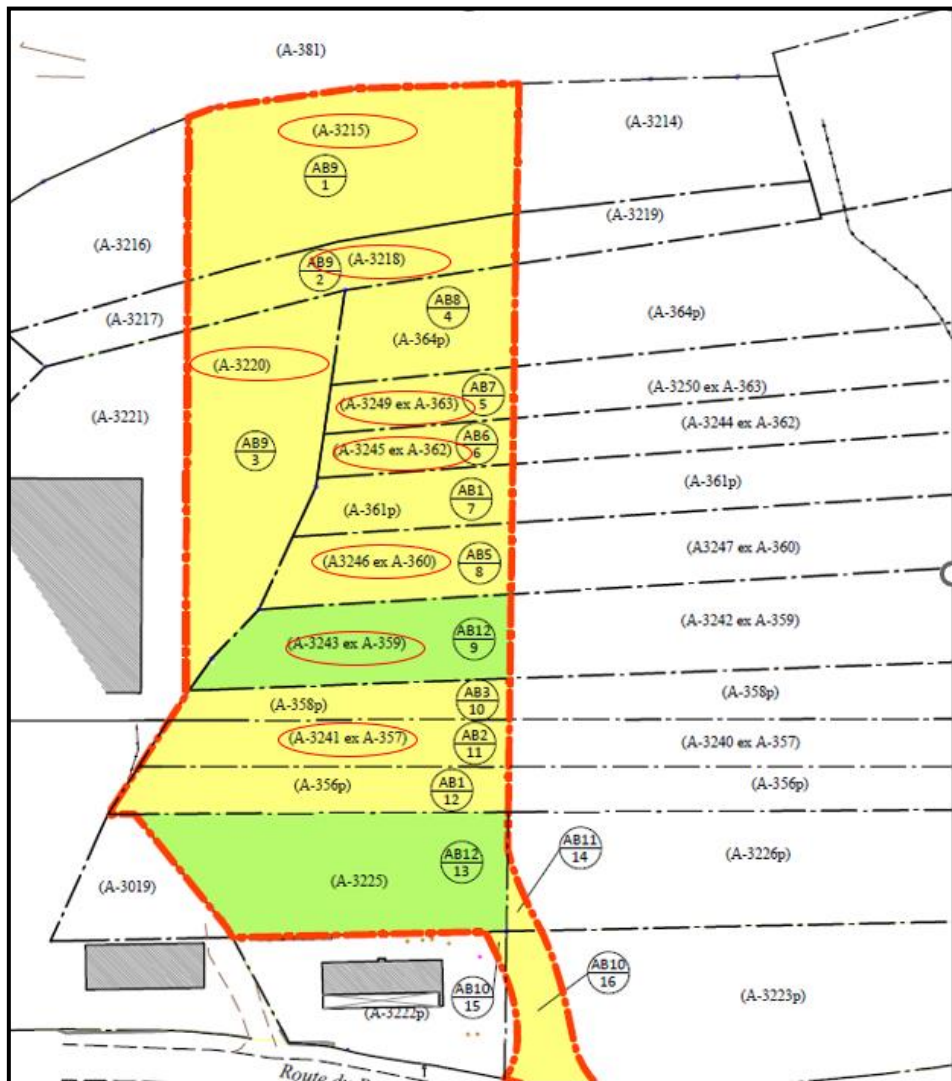 (A-381)
(A-3215)
(A-3214)
AB9
1
(A-3219)
(A-3216)
(A-3218)
AB9
2
AB8
4
(A-364p)
(A-3217)
(A-364p)
(A-3220)
AB7
5
(A-3250 ex A-363)
(A-3249 ex A-363)
(A-3221)
(A-3244 ex A-362)
AB9
3
(A-3245 ex A-362)
AB6
6
(A-361p)
AB1
7
(A-361p)
(A3247 ex A-360)
(A3246 ex A-360)
AB5
8
(A-3242 ex A-359)
(A-3243 ex A-359)
AB12
9
(A-358p)
AB3
10
(A-358p)
(A-3241 ex A-357)
AB2
11
(A-3240 ex A-357)
(A-356p)
AB1
12
(A-356p)
AB11
14
(A-3226p)
AB12
13
(A-3019)
(A-3225)
AB10
16
AB10
15
(A-3223p)
(A-3222p)
Route du